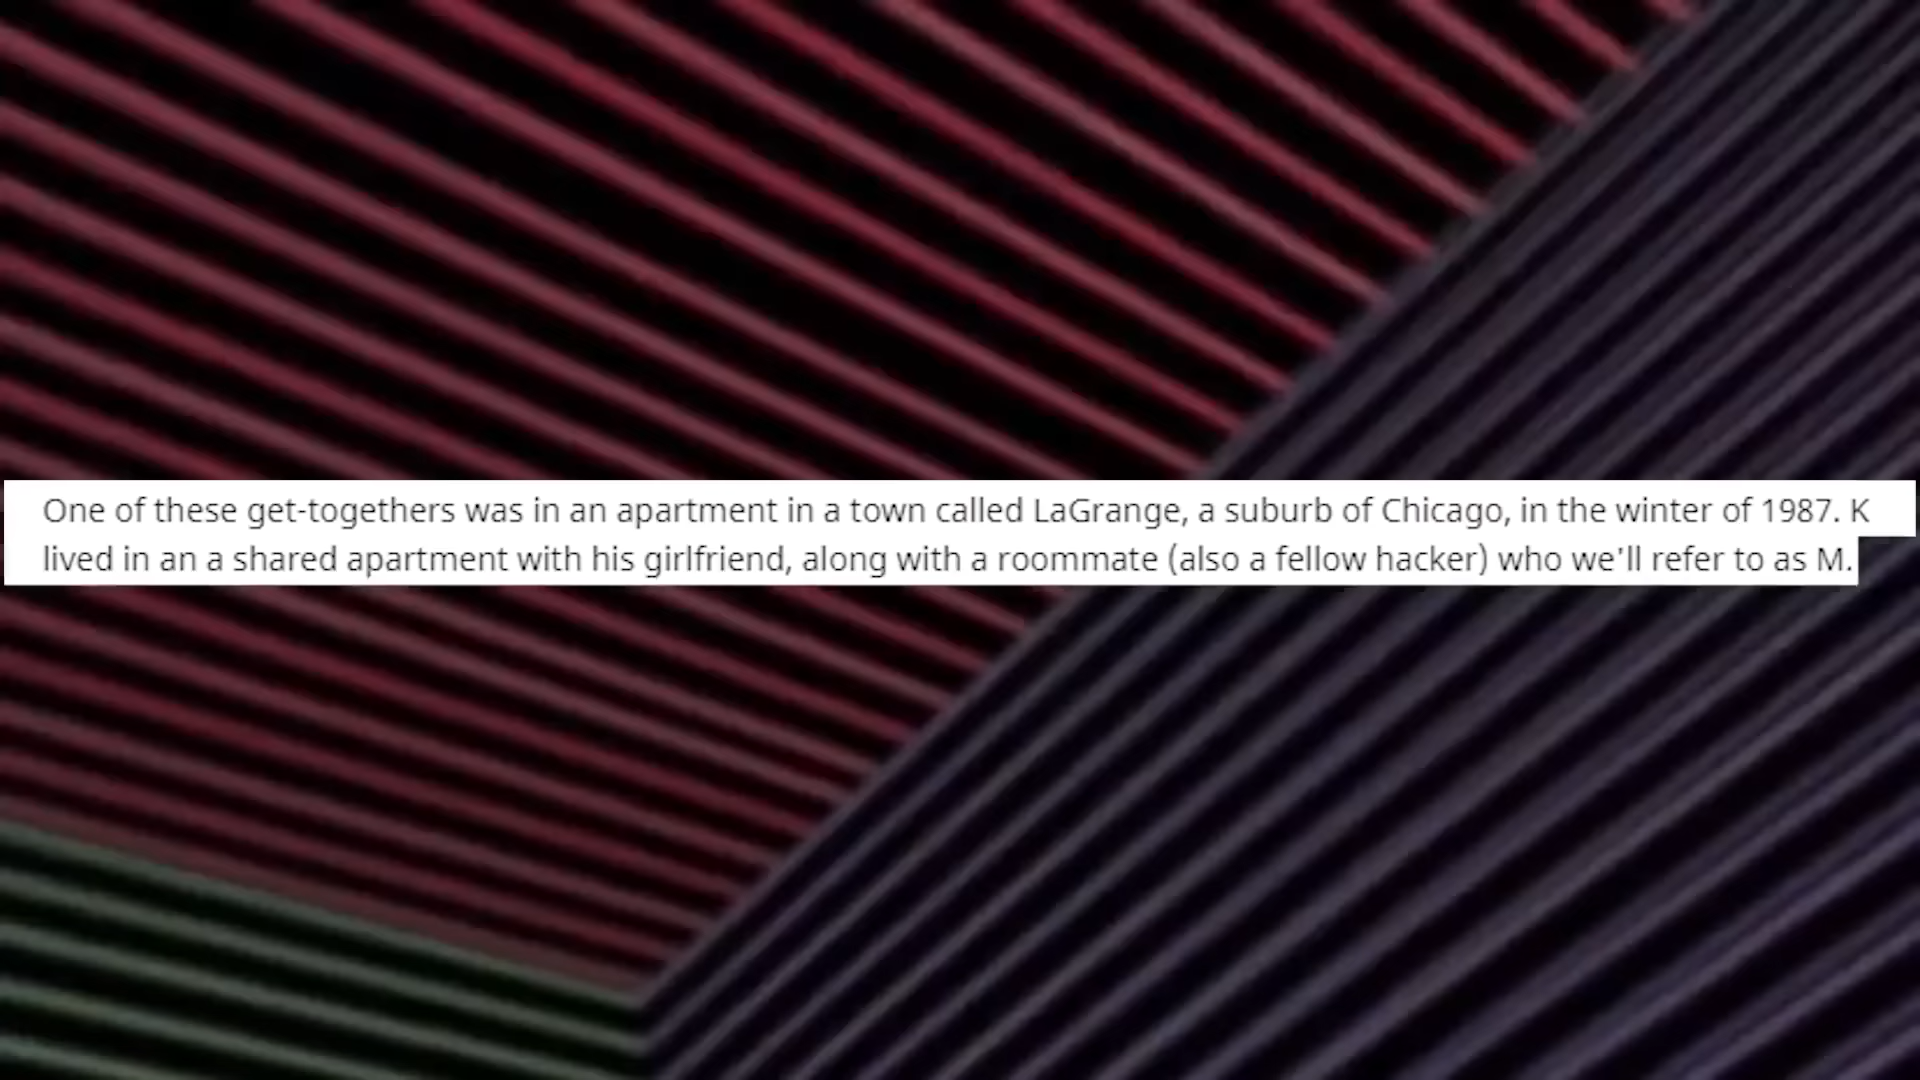 One of these get-togethers was in an apartment in a town called LaGrange, a suburb of Chicago, in the winter of 1987. K
lived in an a shared apartment with his girlfriend, along with a roommate (also a fellow hacker) who we'll refer to as M.